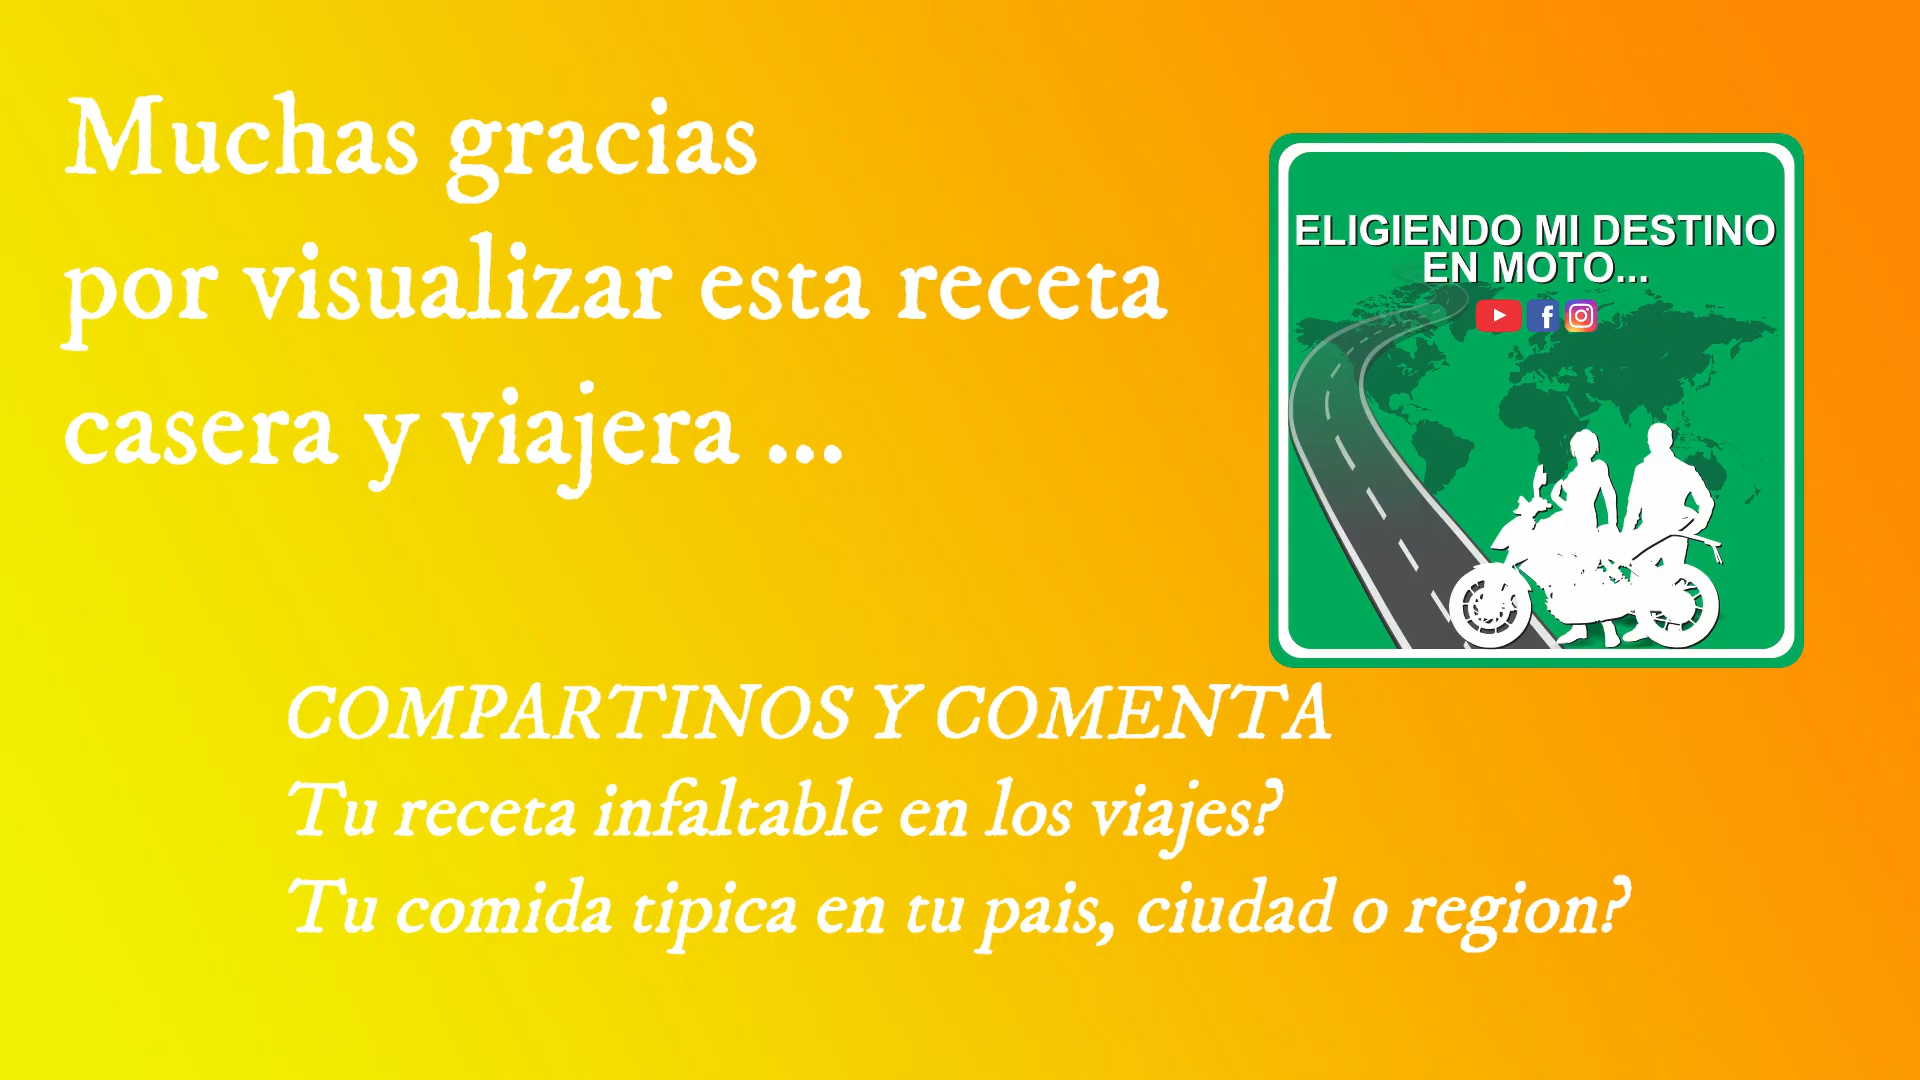 Muchas gracias
por visualizar esta receta
casera y viajera ...
ELIGIENDO MI DESTINO
EN MOTO...
COMPARTINOS Y COMENTA
Tu receta infaltable en los viajes?
Tu comida tipica en tu pais, ciudad o region?